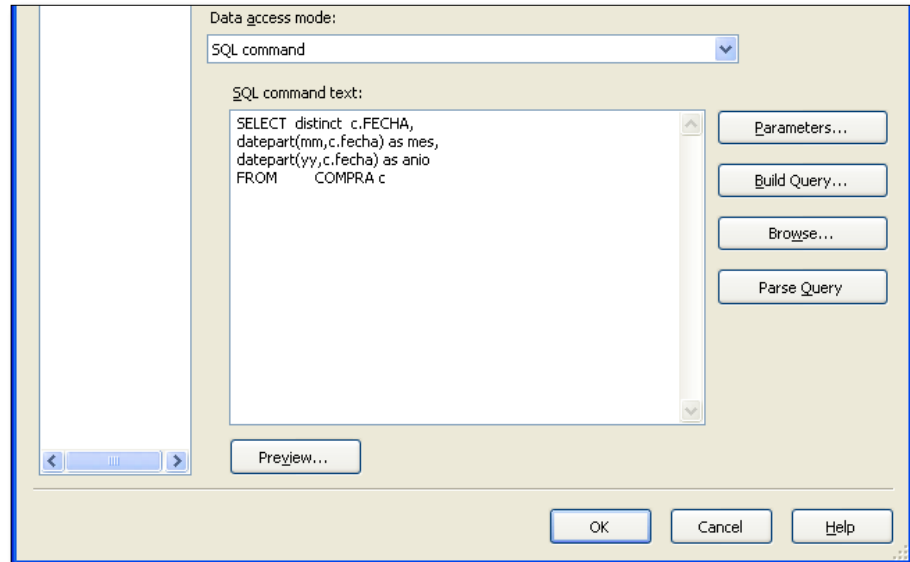 Data access mode:
SQL command
SQL command text:
SELECT distinct c.FECHA,
datepart(mm,c.fecha) as mes,
datepart(yy,c.fecha) as anio
FROM COMPRA c
Parameters...
Build Query...
Browse...
Parse Query
Preview...
OK Cancel Help